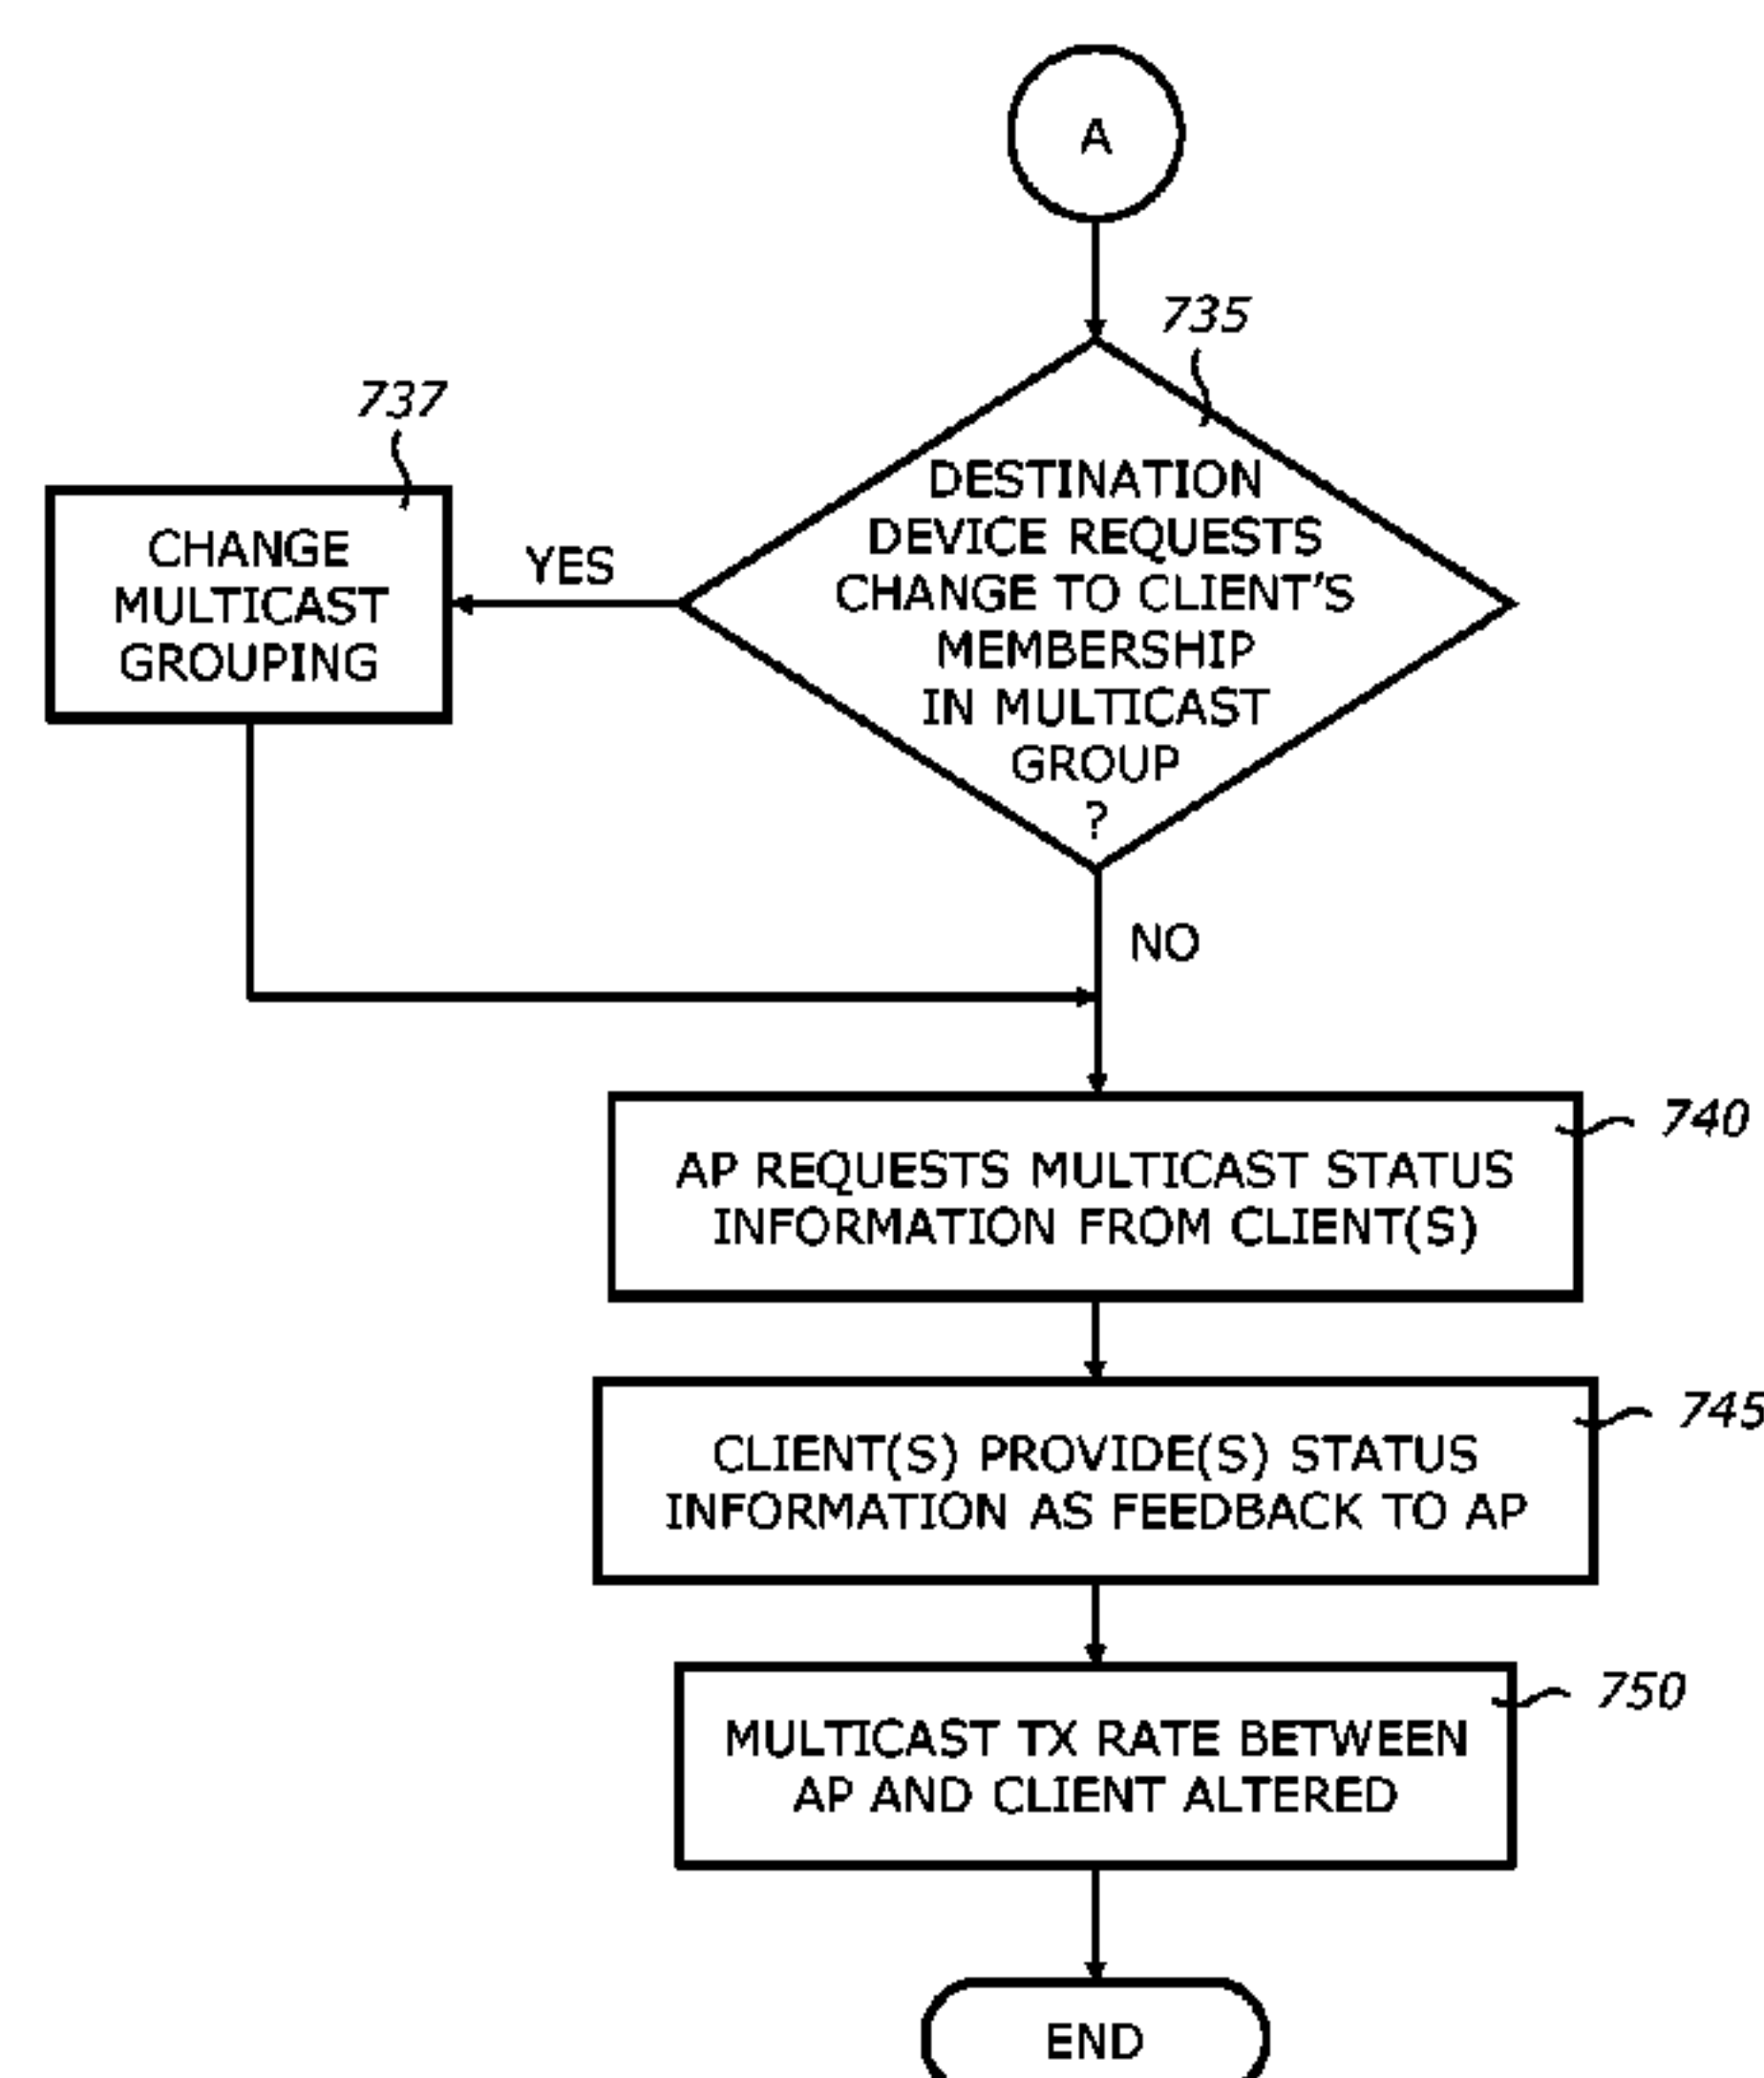 A
735
737
DESTINATION
DEVICE REQUESTS
CHANGE TO CLIENT'S
MEMBERSHIP
IN MULTICAST
GROUP
?
YES
CHANGE
MULTICAST
GROUPING
NO
740
AP REQUESTS MULTICAST STATUS
INFORMATION FROM CLIENT(S)
745
CLIENT(S) PROVIDE(S) STATUS
INFORMATION AS FEEDBACK TO AP
750
MULTICAST TX RATE BETWEEN
AP AND CLIENT ALTERED
END